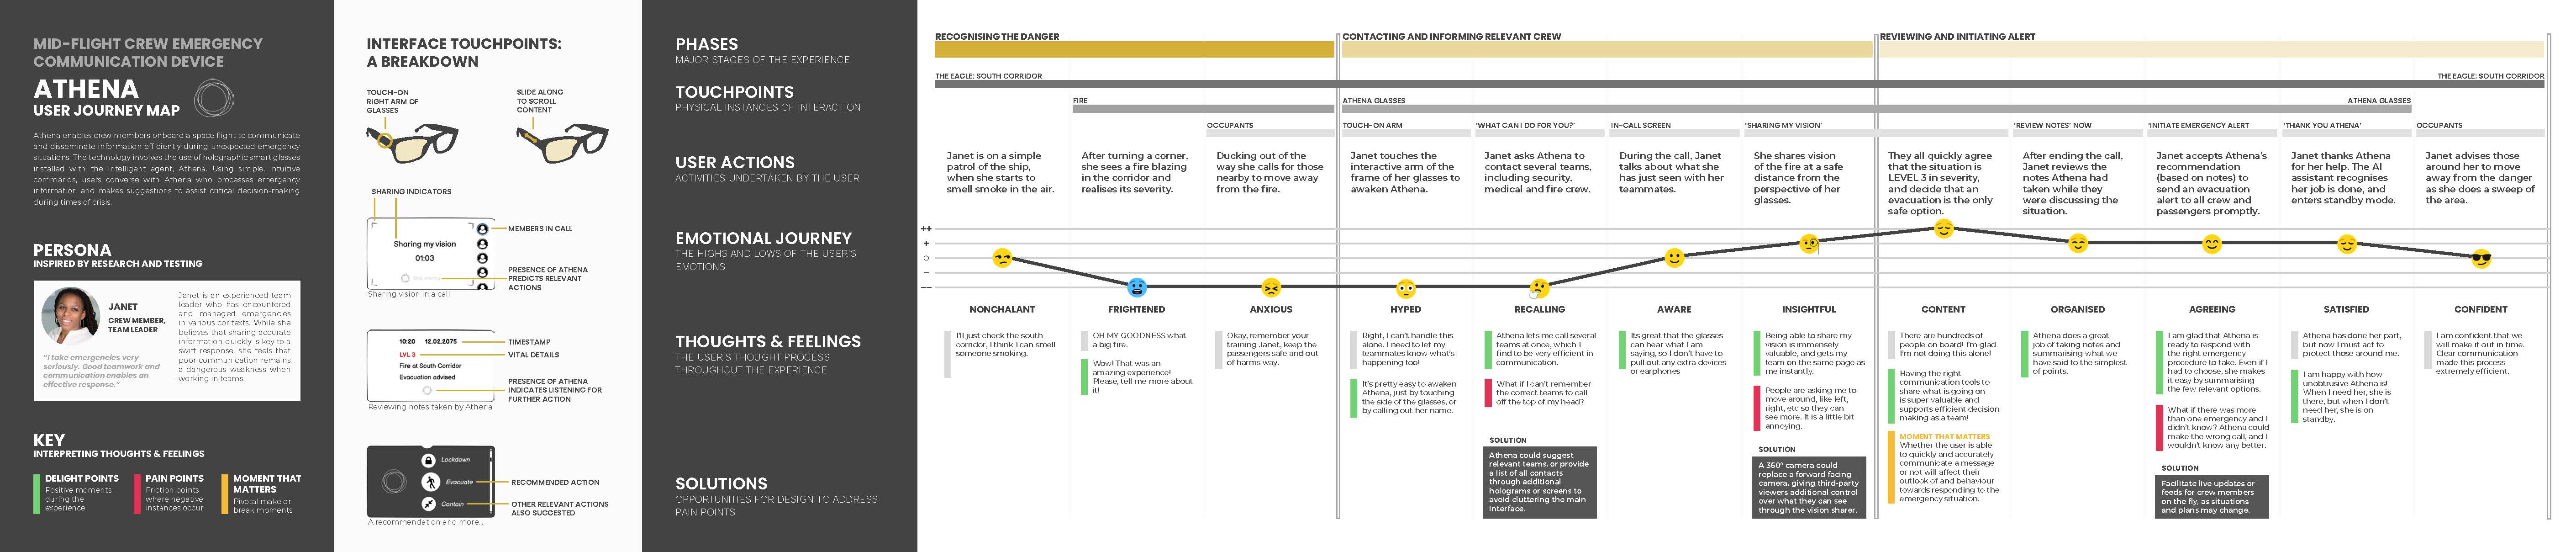 MID-FLIGHT CREW EMERGENCY
COMMUNICATION DEVICE
ATHENA
USER JOURNEY MAP
Athena enables crew members onboard a space flight to communicate
and disseminate information efficiently during unexpected emergency
situations. The technology involves the use of holographic smart glasses
installed with the intelligent agent, Athena. Using simple, intuitive
commands, users converse with Athena who processes emergency
information and makes suggestions to assist critical decision-making
during times of crisis.
PERSONA
INSPIRED BY RESEARCH AND TESTING
JANET
CREW MEMBER,
TEAM LEADER
"I take emergencies very
seriously. Good teamwork and
communication enables an
effective response."
Janet is an experienced team
leader who has encountered
and managed emergencies
in various contexts. While she
believes that sharing accurate
information quickly is key to a
swift response, she feels that
poor communication remains
a dangerous weakness when
working in teams.
KEY
INTERPRETING THOUGHTS & FEELINGS
DELIGHT POINTS
Positive moments
during the
experience
PAIN POINTS
Friction points
where negative
instances occur
MOMENT THAT
MATTERS
Pivotal make or
break moments
INTERFACE TOUCHPOINTS:
A BREAKDOWN
TOUCH-ON
RIGHT ARM OF
GLASSES
SLIDE ALONG
TO SCROLL
CONTENT
SHARING INDICATORS
Sharing my vision
01:03
MEMBERS IN CALL
PRESENCE OF ATHENA
PREDICTS RELEVANT
ACTIONS
Sharing vision in a call
10:20 12.02.2075
LVL 3
Fire at South Corridor
Evacuation advised
TIMESTAMP
VITAL DETAILS
PRESENCE OF ATHENA
INDICATES LISTENING FOR
FURTHER ACTION
Reviewing notes taken by Athena
Lockdown
Evacuate
Contain
RECOMMENDED ACTION
OTHER RELEVANT ACTIONS
ALSO SUGGESTED
A recommendation and more...
PHASES
MAJOR STAGES OF THE EXPERIENCE
TOUCHPOINTS
PHYSICAL INSTANCES OF INTERACTION
USER ACTIONS
ACTIVITIES UNDERTAKEN BY THE USER
EMOTIONAL JOURNEY
THE HIGHS AND LOWS OF THE USER'S
EMOTIONS
THOUGHTS & FEELINGS
THE USER'S THOUGHT PROCESS
THROUGHOUT THE EXPERIENCE
SOLUTIONS
OPPORTUNITIES FOR DESIGN TO ADDRESS
PAIN POINTS
RECOGNISING THE DANGER
CONTACTING AND INFORMING RELEVANT CREW
REVIEWING AND INITIATING ALERT
THE EAGLE: SOUTH CORRIDOR
THE EAGLE: SOUTH CORRIDOR
FIRE
ATHENA GLASSES
ATHENA GLASSES
OCCUPANTS
TOUCH-ON ARM
'WHAT CAN I DO FOR YOU?'
IN-CALL SCREEN
'SHARING MY VISION'
'REVIEW NOTES' NOW
'INITIATE EMERGENCY ALERT
'THANK YOU ATHENA'
OCCUPANTS
Janet is on a simple
patrol of the ship,
when she starts to
smell smoke in the air.
After turning a corner,
she sees a fire blazing
in the corridor and
realises its severity.
Ducking out of the
way she calls for those
nearby to move away
from the fire.
Janet touches the
interactive arm of the
frame of her glasses to
awaken Athena.
Janet asks Athena to
contact several teams,
including security,
medical and fire crew.
During the call, Janet
talks about what she
has just seen with her
teammates.
She shares vision
of the fire at a safe
distance from the
perspective of her
glasses.
They all quickly agree
that the situation is
LEVEL 3 in severity,
and decide that an
evacuation is the only
safe option.
After ending the call,
Janet reviews the
notes Athena had
taken while they
were discussing the
situation.
Janet accepts Athena's
recommendation
(based on notes) to
send an evacuation
alert to all crew and
passengers promptly.
Janet thanks Athena
for her help. The AI
assistant recognises
her job is done, and
enters standby mode.
Janet advises those
around her to move
away from the danger
as she does a sweep of
the area.
++
+
○
−
−−
NONCHALANT
FRIGHTENED
ANXIOUS
HYPED
RECALLING
AWARE
INSIGHTFUL
CONTENT
ORGANISED
AGREEING
SATISFIED
CONFIDENT
I'll just check the south
corridor, I think I can smell
someone smoking.
OH MY GOODNESS what
a big fire.
Wow! That was an
amazing experience!
Please, tell me more about
it!
Okay, remember your
training Janet, keep the
passengers safe and out
of harms way.
Right, I can't handle this
alone. I need to let my
teammates know what's
happening too!
It's pretty easy to awaken
Athena, just by touching
the side of the glasses, or
by calling out her name.
Athena lets me call several
teams at once, which I
find to be very efficient in
communication.
What if I can't remember
the correct teams to call
off the top of my head?
SOLUTION
Athena could suggest
relevant teams, or provide
a list of all contacts
through additional
holograms or screens to
avoid cluttering the main
interface.
Its great that the glasses
can hear what I am
saying, so I don't have to
pull out any extra devices
or earphones
Being able to share my
vision is immensely
valuable, and gets my
team on the same page as
me instantly.
People are asking me to
move around, like left,
right, etc so they can
see more. It is a little bit
annoying.
SOLUTION
A 360° camera could
replace a forward facing
camera, giving third-party
viewers additional control
over what they can see
through the vision sharer.
There are hundreds of
people on board! I'm glad
I'm not doing this alone!
Having the right
communication tools to
share what is going on
is super valuable and
supports efficient decision
making as a team!
MOMENT THAT MATTERS
Whether the user is able
to quickly and accurately
communicate a message
or not will affect their
outlook of and behaviour
towards responding to the
emergency situation.
Athena does a great
job of taking notes and
summarising what we
have said to the simplest
of points.
I am glad that Athena is
ready to respond with
the right emergency
procedure to take. Even if I
had to choose, she makes
it easy by summarising
the few relevant options.
What if there was more
than one emergency and I
didn't know? Athena could
make the wrong call, and I
wouldn't know any better.
SOLUTION
Facilitate live updates or
feeds for crew members
on the fly, as situations
and plans may change.
Athena has done her part,
but now I must act to
protect those around me.
I am happy with how
unobtrusive Athena is!
When I need her, she is
there, but when I don't
need her, she is on
standby.
I am confident that we
will make it out in time.
Clear communication
made this process
extremely efficient.